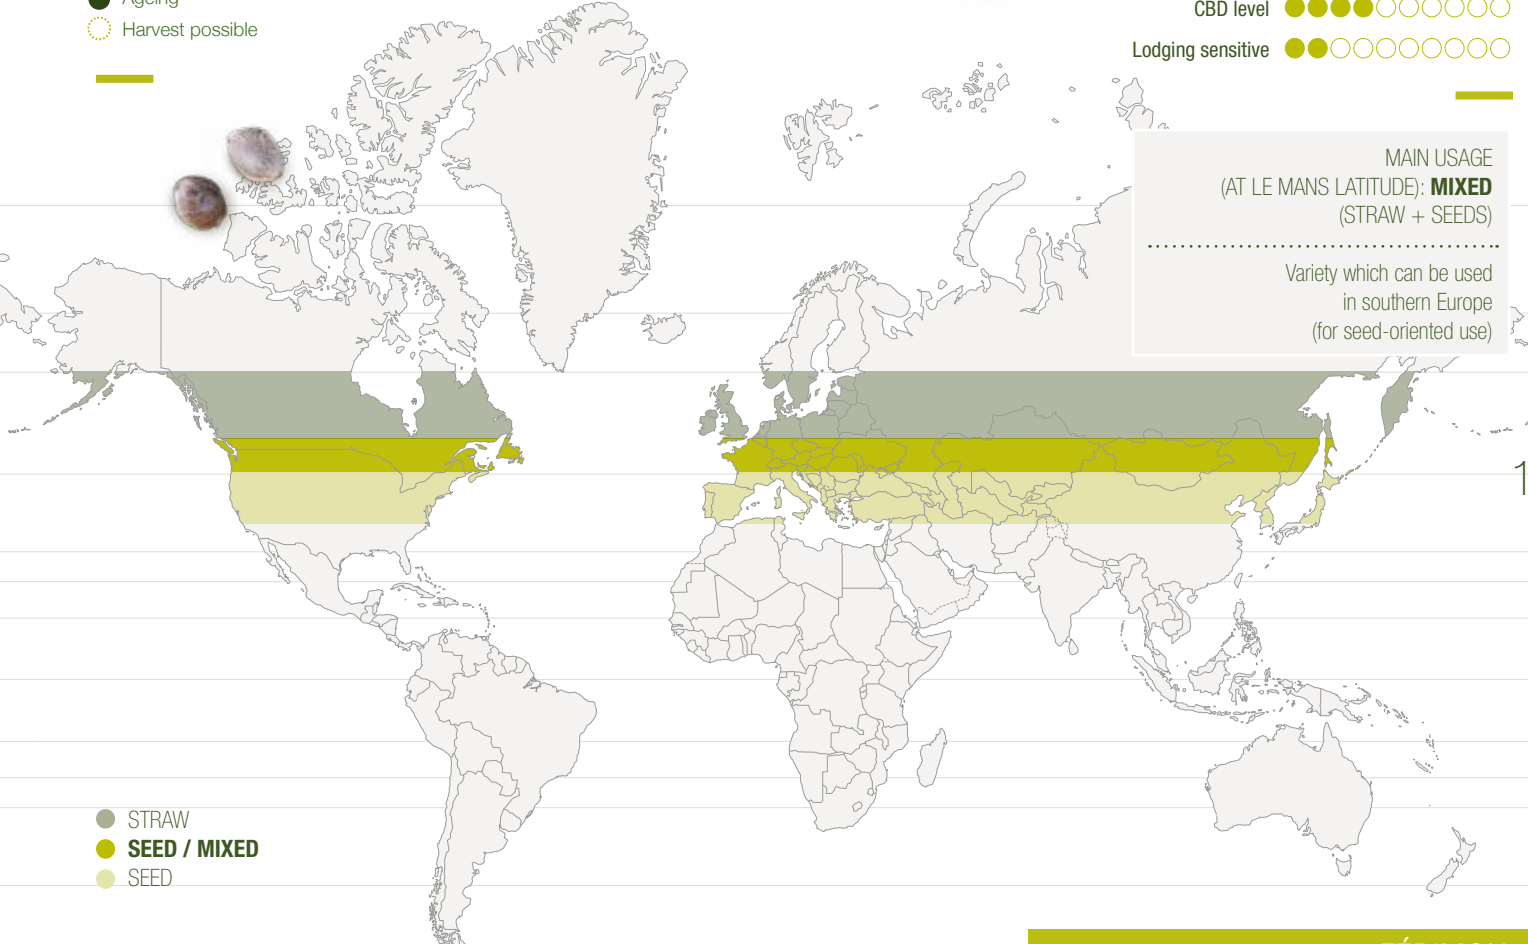 Ageing
Harvest possible
CBD level
Lodging sensitive
MAIN USAGE
(AT LE MANS LATITUDE): MIXED
(STRAW + SEEDS)
Variety which can be used
in southern Europe
(for seed-oriented use)
STRAW
SEED / MIXED
SEED